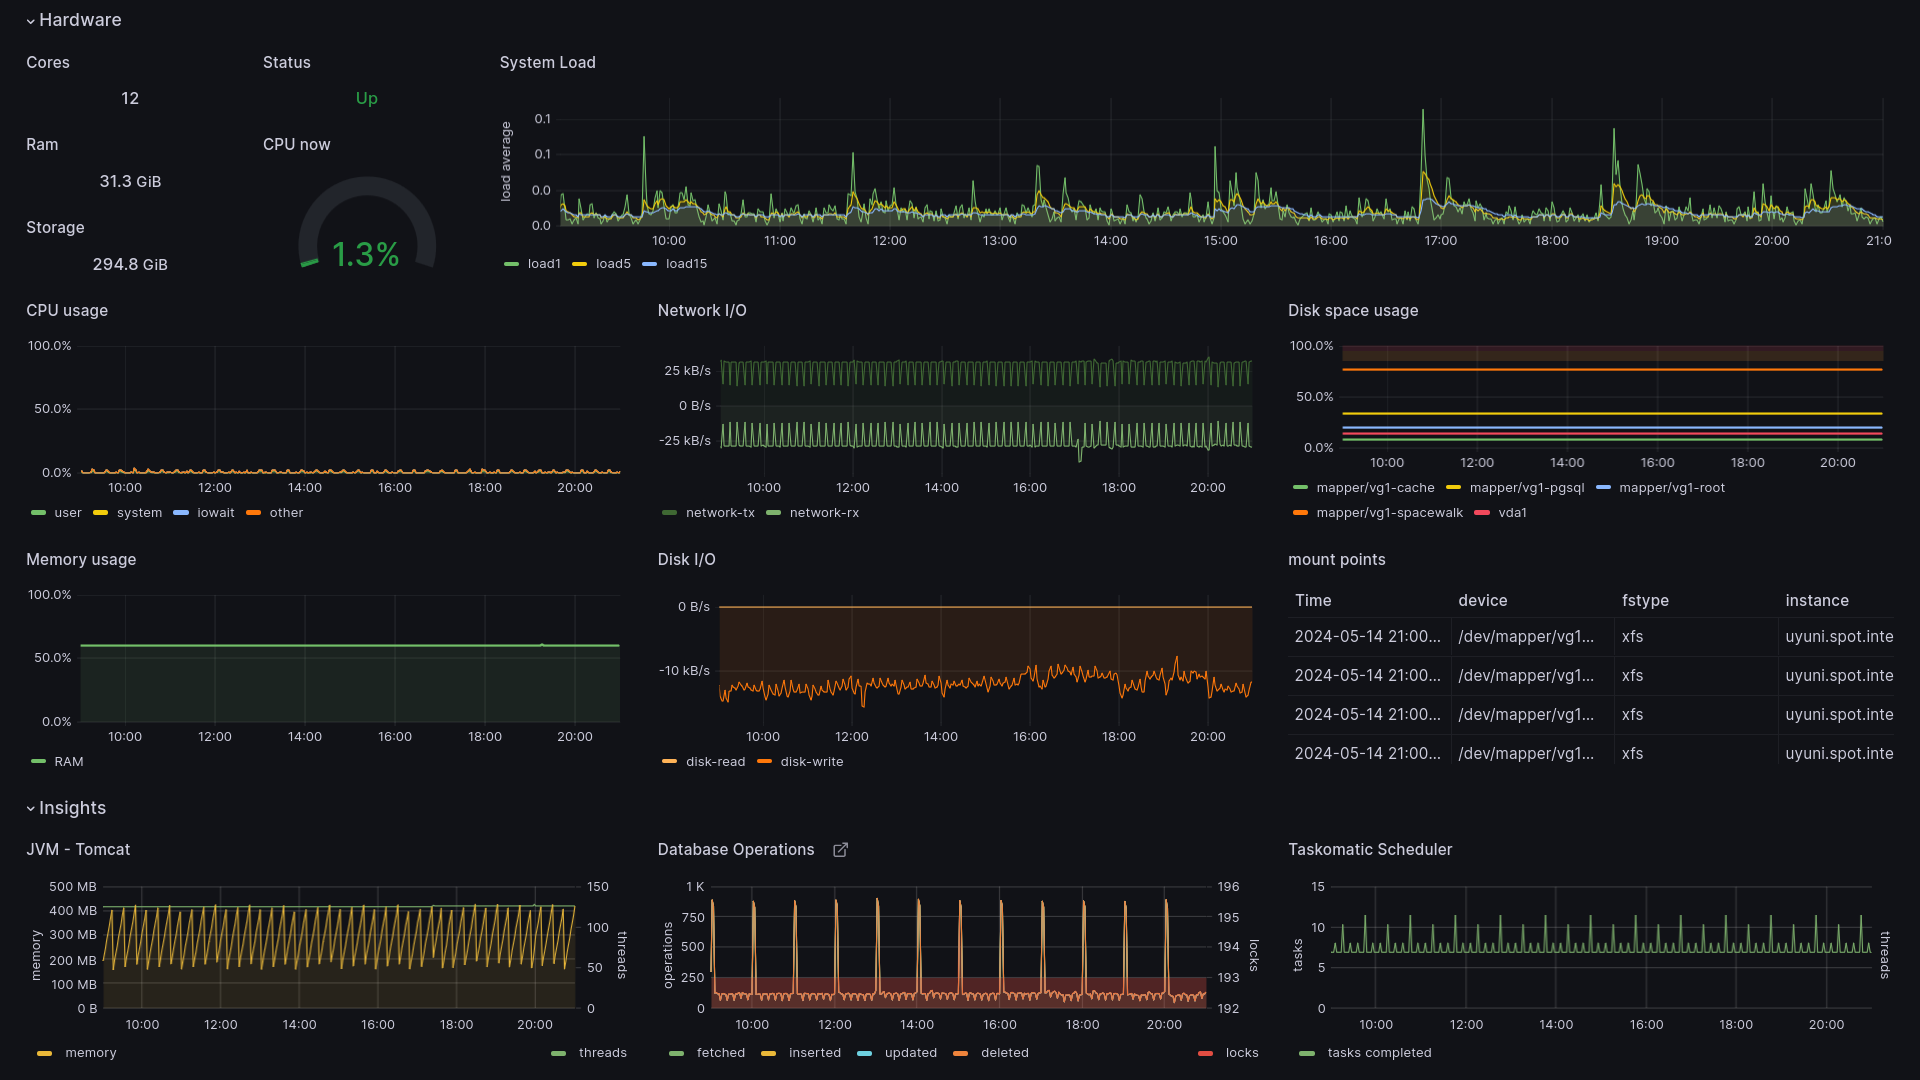 Hardware
Cores
Status
System Load
12
Up
Ram
CPU now
31.3 GiB
Storage
1.3%
294.8 GiB
load average
0.1
0.1
0.0
0.0
10:00 11:00 12:00 13:00 14:00 15:00 16:00 17:00 18:00 19:00 20:00 21:0
load1 load5 load15
CPU usage
100.0%
50.0%
0.0%
10:00 12:00 14:00 16:00 18:00 20:00
user system iowait other
Network I/O
25 kB/s
0 B/s
-25 kB/s
10:00 12:00 14:00 16:00 18:00 20:00
network-tx network-rx
Disk space usage
100.0%
50.0%
0.0%
10:00 12:00 14:00 16:00 18:00 20:00
mapper/vg1-cache mapper/vg1-pgsql mapper/vg1-root
mapper/vg1-spacewalk vda1
Memory usage
100.0%
50.0%
0.0%
10:00 12:00 14:00 16:00 18:00 20:00
RAM
Disk I/O
0 B/s
-10 kB/s
10:00 12:00 14:00 16:00 18:00 20:00
disk-read disk-write
mount points
Time device fstype instance
2024-05-14 21:00... /dev/mapper/vg1... xfs uyuni.spot.inte
2024-05-14 21:00... /dev/mapper/vg1... xfs uyuni.spot.inte
2024-05-14 21:00... /dev/mapper/vg1... xfs uyuni.spot.inte
2024-05-14 21:00... /dev/mapper/vg1... xfs uyuni.spot.inte
Insights
JVM - Tomcat
memory
500 MB 150
400 MB
300 MB 100
200 MB 50
100 MB
0 B 0
threads
10:00 12:00 14:00 16:00 18:00 20:00
memory threads
Database Operations
operations
1 K 196
750 195
500 194
250 193
0 192
locks
10:00 12:00 14:00 16:00 18:00 20:00
fetched inserted updated deleted locks
Taskomatic Scheduler
tasks
15
10
5
0
threads
10:00 12:00 14:00 16:00 18:00 20:00
tasks completed